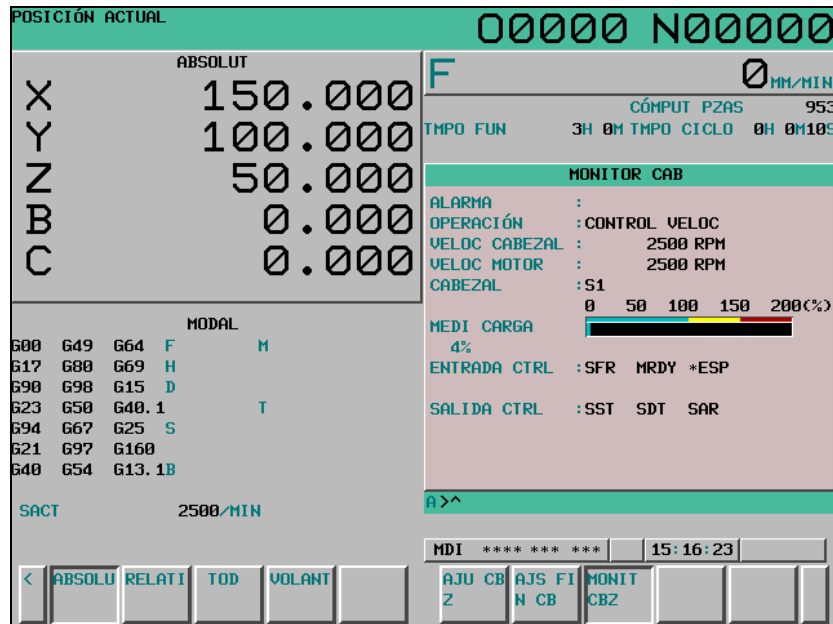 POSICIÓN ACTUAL
O0000 N00000
ABSOLUT
X 150.000
Y 100.000
Z 50.000
B 0.000
C 0.000
MODAL
G00 G49 G64 F M
G17 G80 G69 H
G90 G98 G15 D
G23 G50 G40.1 T
G94 G67 G25 S
G21 G97 G160
G40 G54 G13.1B
SACT 2500/MIN
F 0 MM/MIN
CÓMPUT PZAS 953
TMPO FUN 3H 0M TMPO CICLO 0H 0M10S
MONITOR CAB
ALARMA :
OPERACIÓN :CONTROL VELOC
VELOC CABEZAL : 2500 RPM
VELOC MOTOR : 2500 RPM
CABEZAL :S1
0 50 100 150 200(%)
MEDI CARGA
4%
ENTRADA CTRL :SFR MRDY *ESP
SALIDA CTRL :SST SDT SAR
A>^
MDI **** *** *** 15:16:23
< ABSOLU RELATI TOD VOLANT
AJU CB AJS FI MONIT
Z N CB CBZ